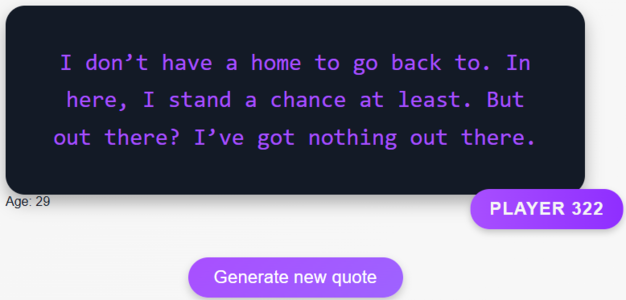 I don’t have a home to go back to. In
here, I stand a chance at least. But
out there? I’ve got nothing out there.
Age: 29
PLAYER 322
Generate new quote